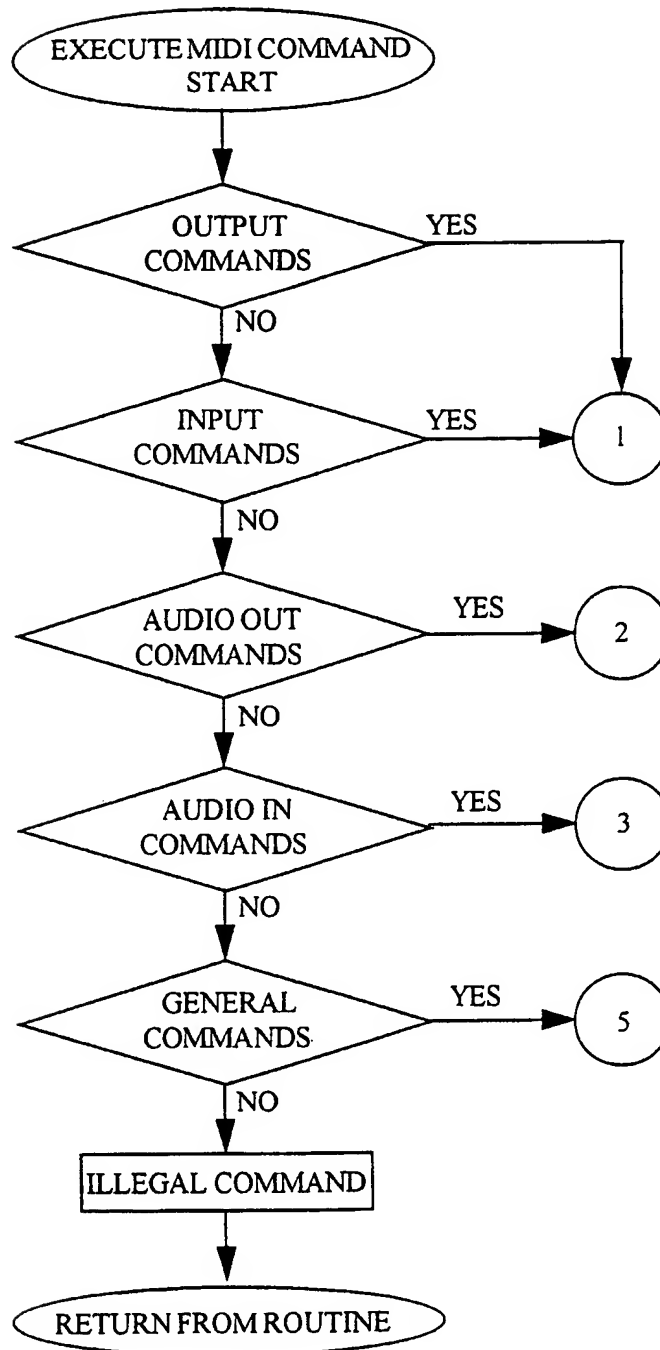 EXECUTE MIDI COMMAND
START
OUTPUT
COMMANDS
YES
NO
INPUT
COMMANDS
YES
1
NO
AUDIO OUT
COMMANDS
YES
2
NO
AUDIO IN
COMMANDS
YES
3
NO
GENERAL
COMMANDS
YES
5
NO
ILLEGAL COMMAND
RETURN FROM ROUTINE